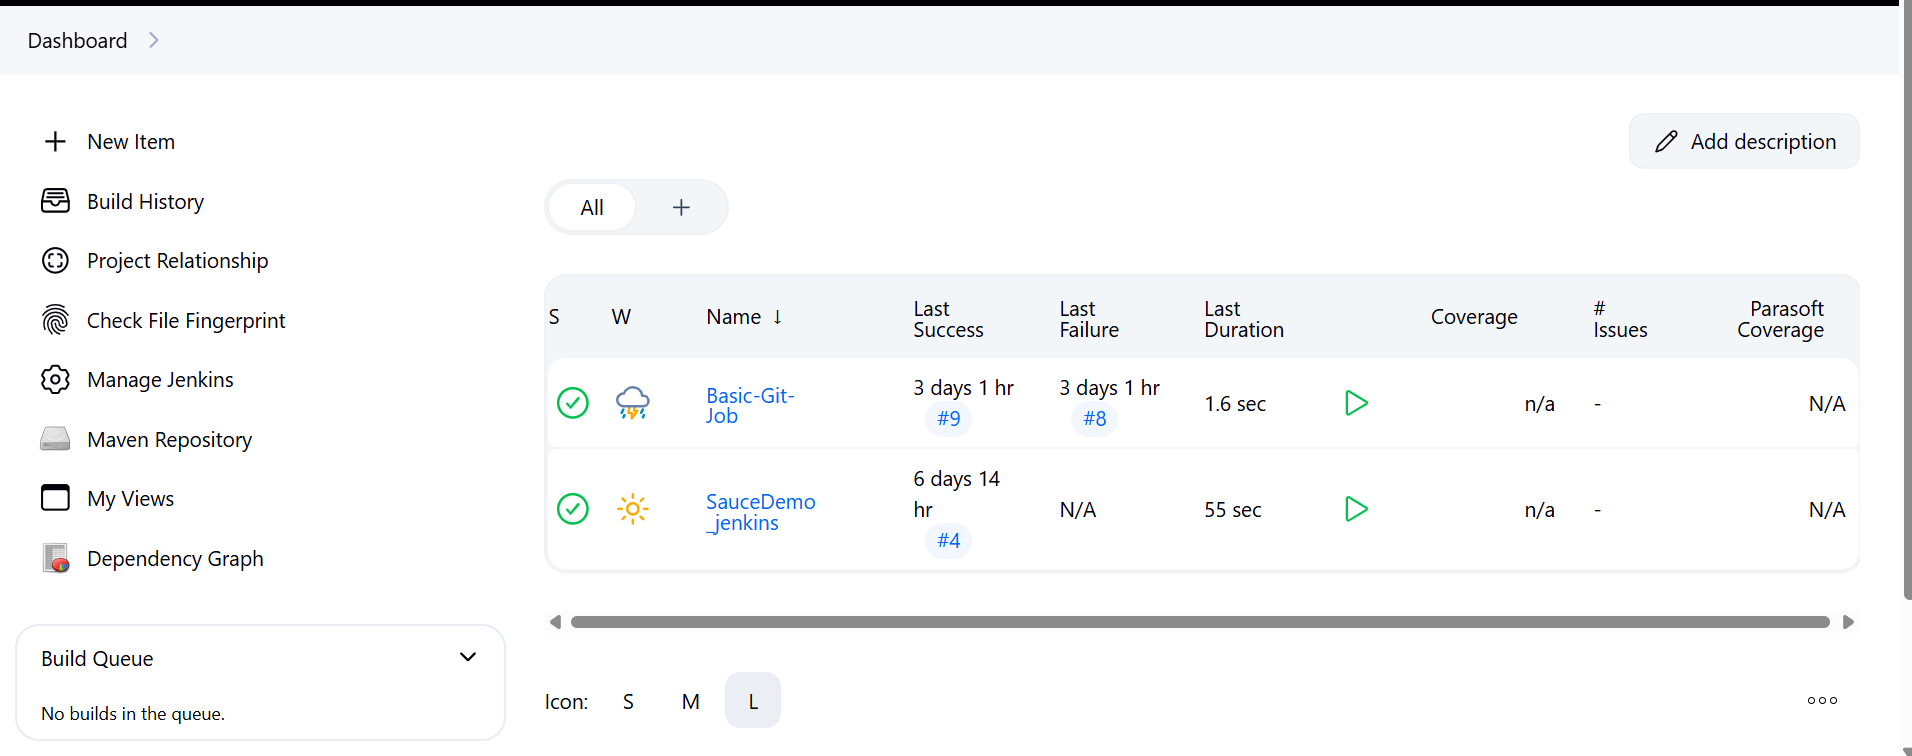 Dashboard
New Item
Build History
Project Relationship
Check File Fingerprint
Manage Jenkins
Maven Repository
My Views
Dependency Graph
Build Queue
No builds in the queue.
Add description
All +
S W Name ↓ Last Success Last Failure Last Duration Coverage # Issues Parasoft Coverage
Basic-Git-
Job
3 days 1 hr
#9
3 days 1 hr
#8
1.6 sec
n/a
-
N/A
SauceDemo
_jenkins
6 days 14
hr
#4
N/A
55 sec
n/a
-
N/A
Icon: S M L